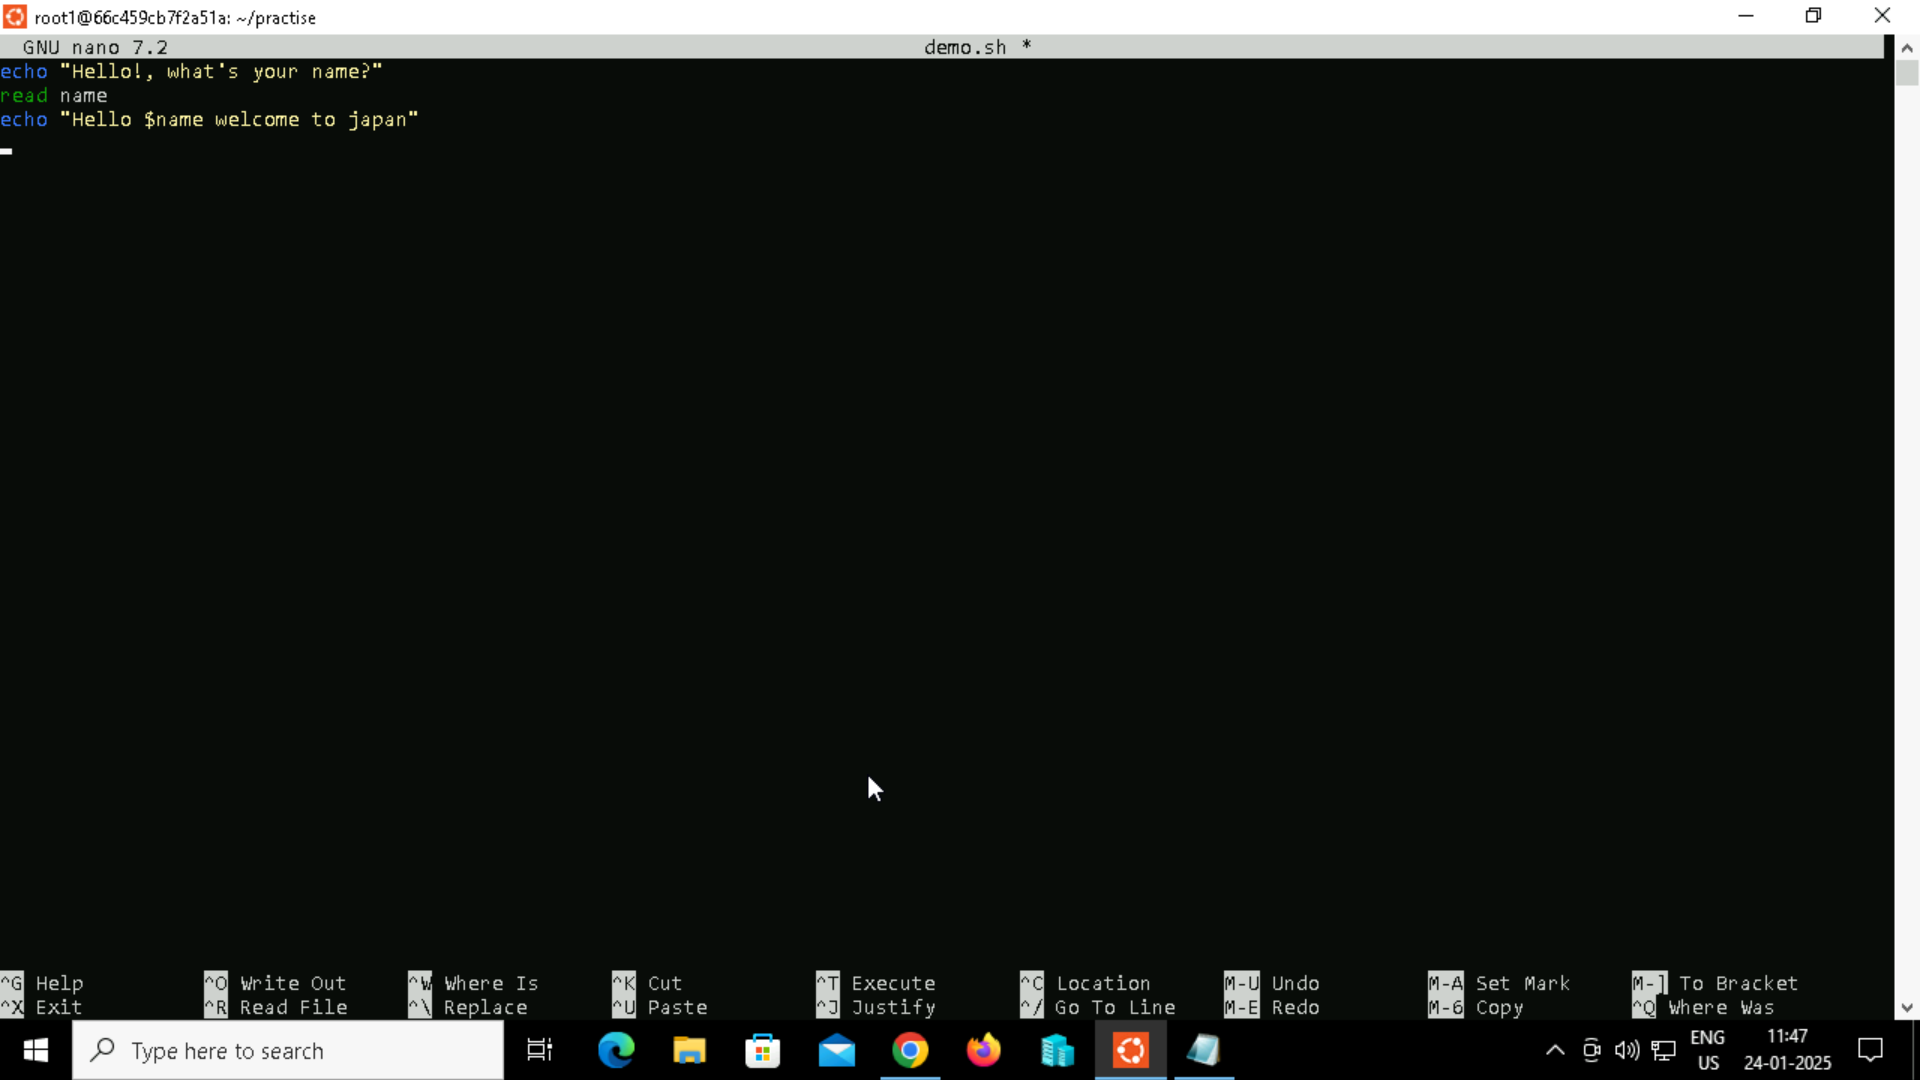 root1@66c459cb7f2a51a: ~/practise
GNU nano 7.2 demo.sh *
echo "Hello!, what's your name?"
read name
echo "Hello $name welcome to japan"
^G Help ^O Write Out ^W Where Is ^K Cut ^T Execute ^C Location M-U Undo M-A Set Mark M-] To Bracket
^X Exit ^R Read File ^\ Replace ^U Paste ^J Justify ^/ Go To Line M-E Redo M-6 Copy ^Q Where Was
Type here to search
ENG 11:47
US 24-01-2025